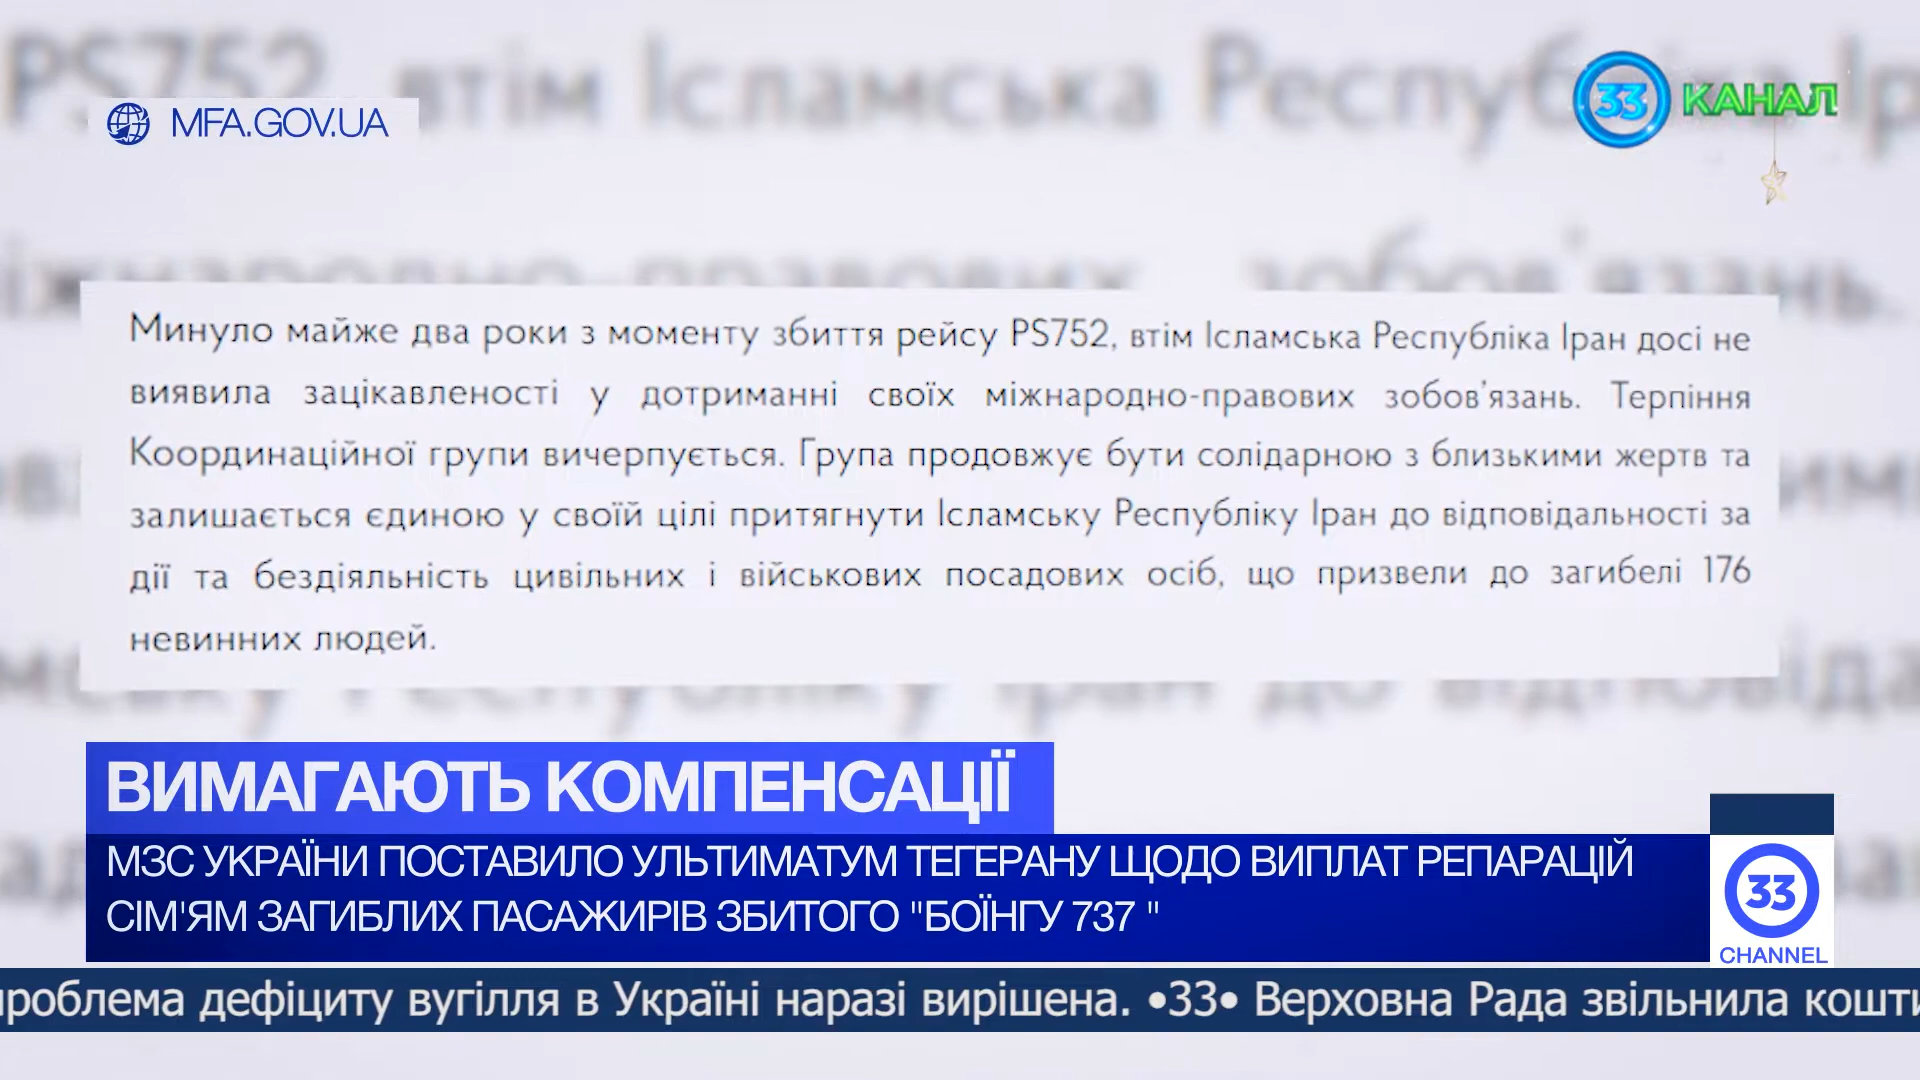 MFA.GOV.UA
33 КАНАЛ
Минуло майже два роки з моменту збиття рейсу PS752, втім Ісламська Республіка Іран досі не
виявила зацікавленості у дотриманні своїх міжнародно-правових зобов’язань. Терпіння
Координаційної групи вичерпується. Група продовжує бути солідарною з близькими жертв та
залишається єдиною у своїй цілі притягнути Ісламську Республіку Іран до відповідальності за
дії та бездіяльність цивільних і військових посадових осіб, що призвели до загибелі 176
невинних людей.
ВИМАГАЮТЬ КОМПЕНСАЦІЇ
МЗС УКРАЇНИ ПОСТАВИЛО УЛЬТИМАТУМ ТЕГЕРАНУ ЩОДО ВИПЛАТ РЕПАРАЦІЙ
СІМ'ЯМ ЗАГИБЛИХ ПАСАЖИРІВ ЗБИТОГО "БОЇНГУ 737 "
33
CHANNEL
проблема дефіциту вугілля в Україні наразі вирішена. •33• Верховна Рада звільнила кошти